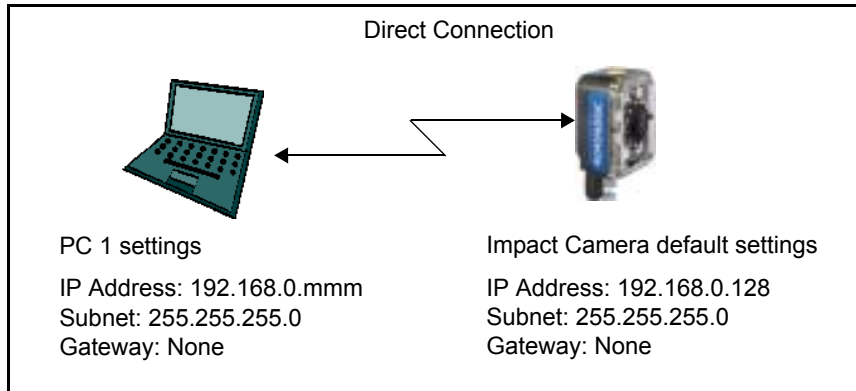 Direct Connection
PC 1 settings
IP Address: 192.168.0.mmm
Subnet: 255.255.255.0
Gateway: None
Impact Camera default settings
IP Address: 192.168.0.128
Subnet: 255.255.255.0
Gateway: None